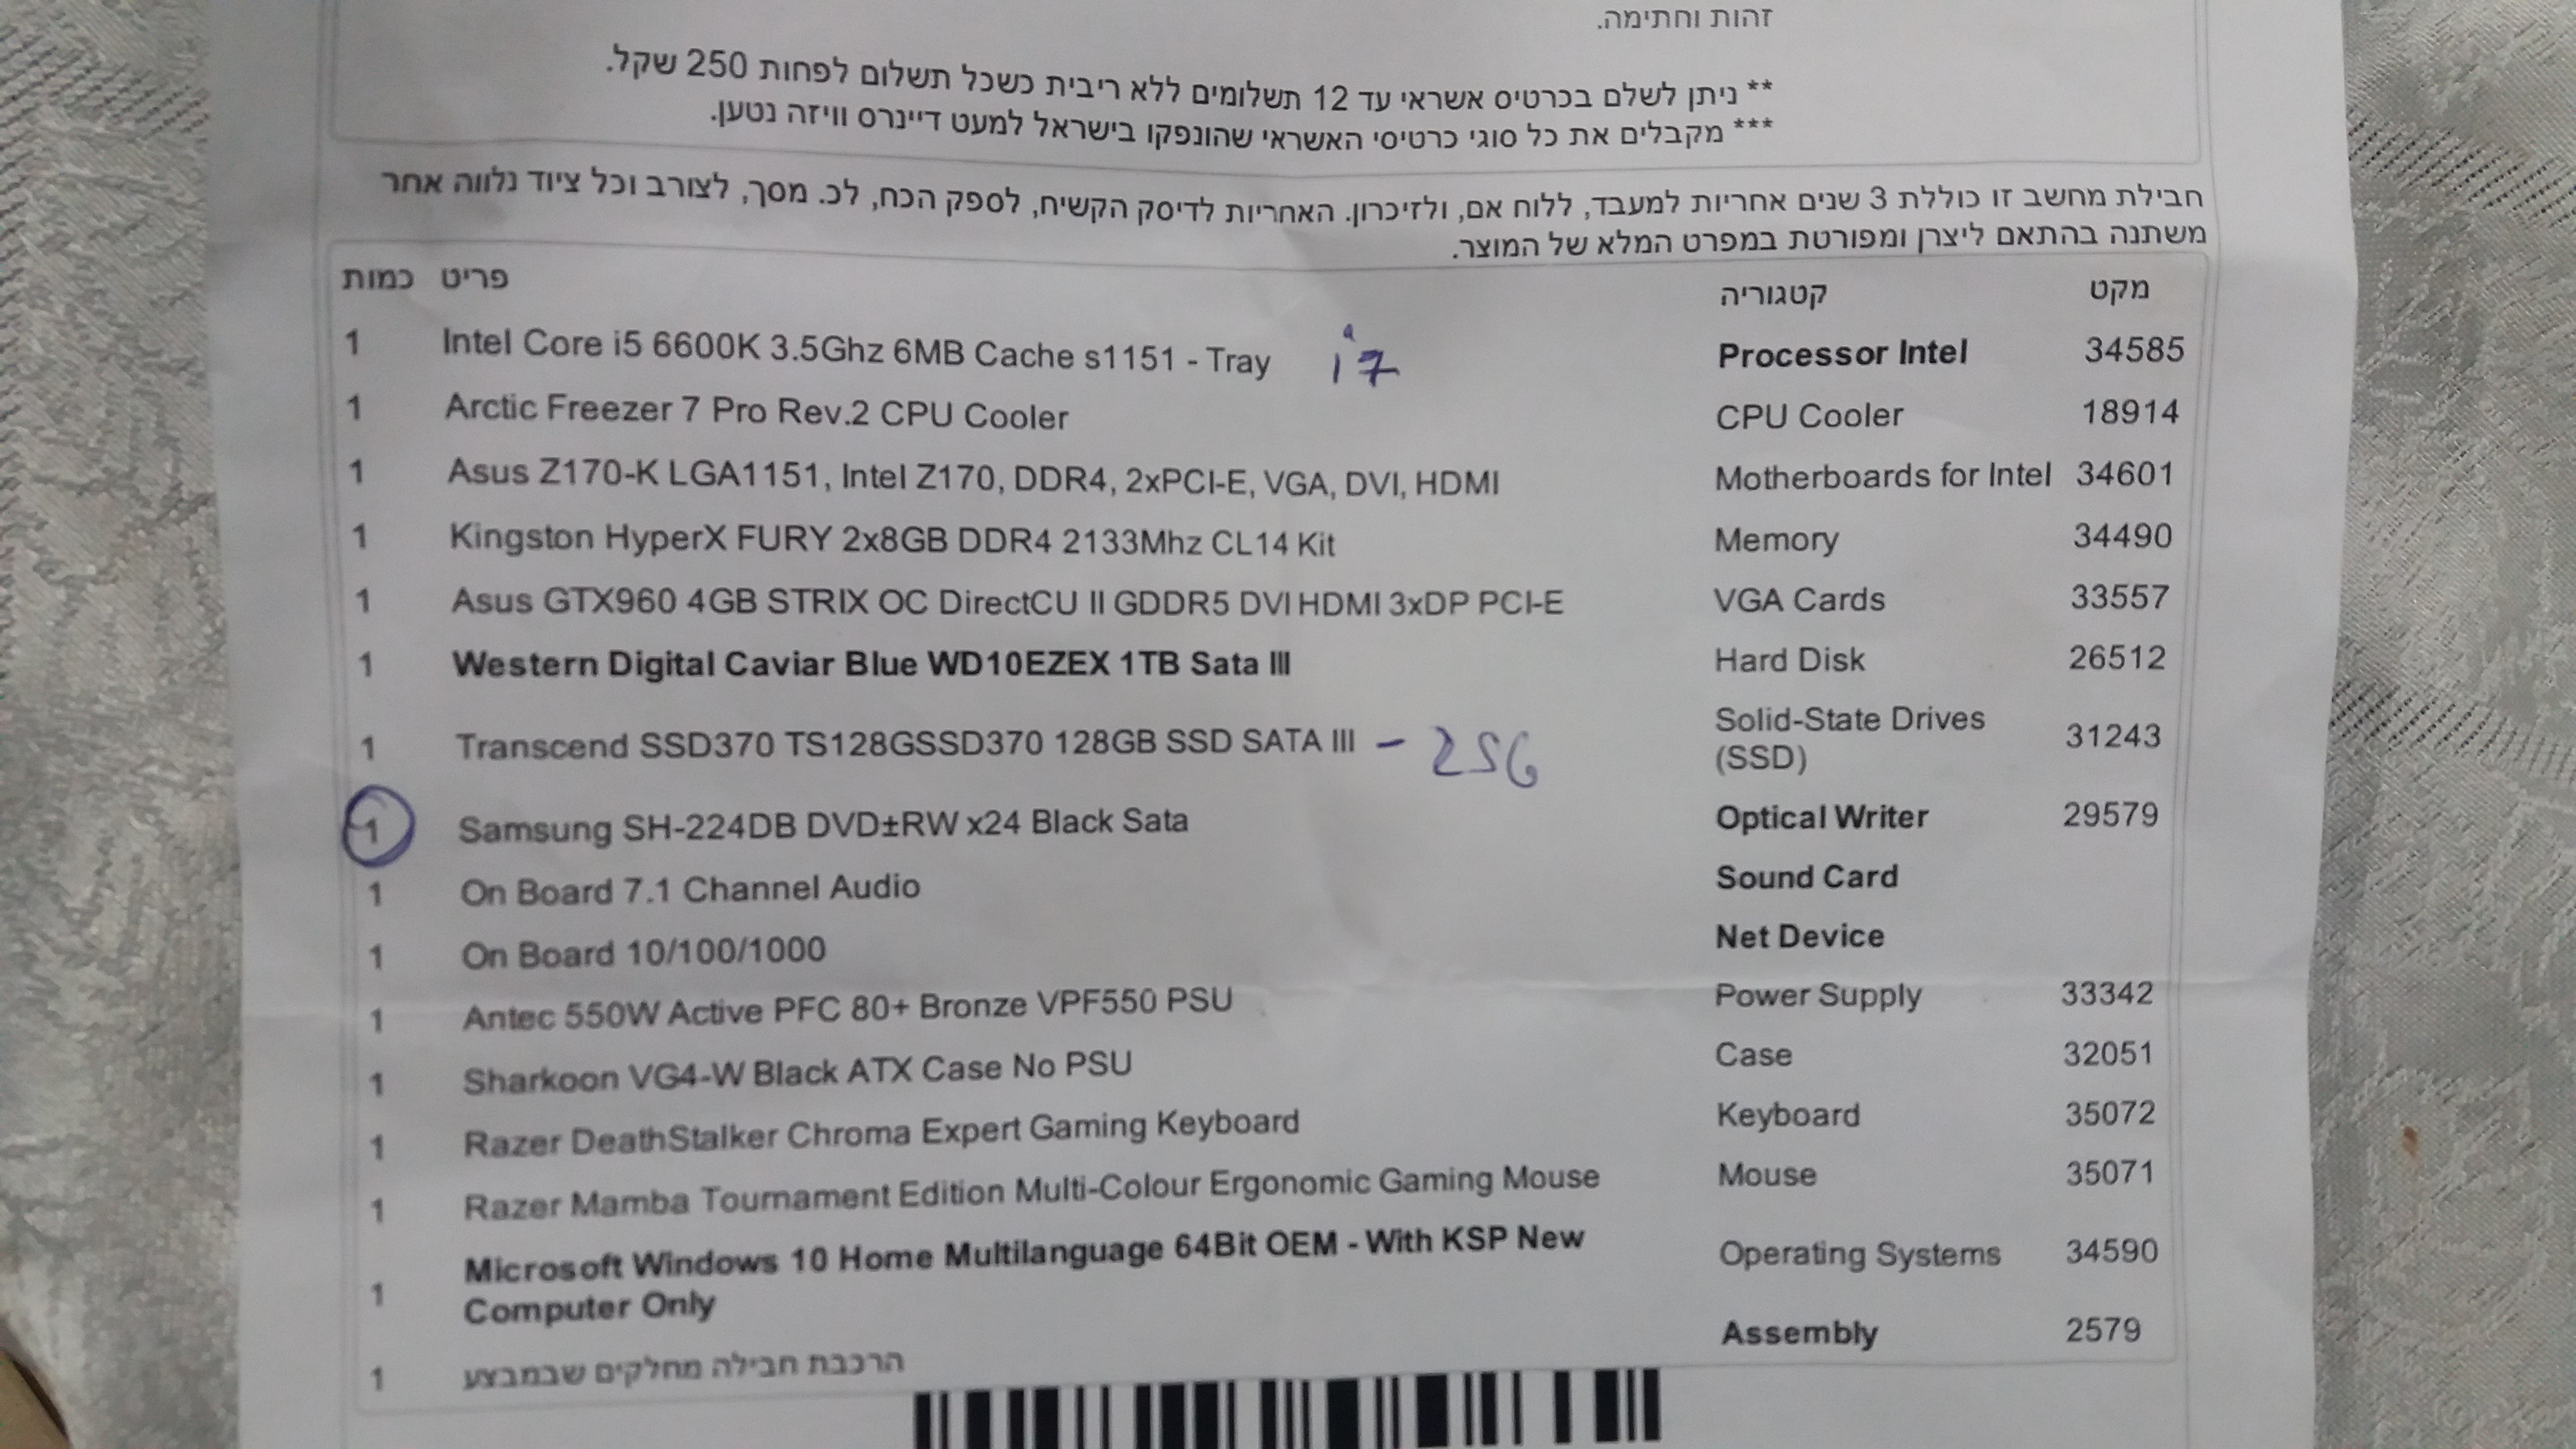 זהות וחתימה.
** ניתן לשלם בכרטיס אשראי עד 12 תשלומים ללא ריבית כשכל תשלום לפחות 250 שקל.
*** מקבלים את כל סוגי כרטיסי האשראי שהונפקו בישראל למעט דיינרס וויזה נטען.
חבילת מחשב זו כוללת 3 שנים אחריות למעבד, ללוח אם, ולזיכרון. האחריות לדיסק הקשיח, לספק הכח, לכ. מסך, לצורב וכל ציוד נלווה אחר
משתנה בהתאם ליצרן ומפורטת במפרט המלא של המוצר.
מקט קטגוריה פריט כמות
1 Intel Core i5 6600K 3.5Ghz 6MB Cache s1151 - Tray i7 Processor Intel 34585
1 Arctic Freezer 7 Pro Rev.2 CPU Cooler CPU Cooler 18914
1 Asus Z170-K LGA1151, Intel Z170, DDR4, 2xPCI-E, VGA, DVI, HDMI Motherboards for Intel 34601
1 Kingston HyperX FURY 2x8GB DDR4 2133Mhz CL14 Kit Memory 34490
1 Asus GTX960 4GB STRIX OC DirectCU II GDDR5 DVI HDMI 3xDP PCI-E VGA Cards 33557
1 Western Digital Caviar Blue WD10EZEX 1TB Sata III Hard Disk 26512
1 Transcend SSD370 TS128GSSD370 128GB SSD SATA III - 256 Solid-State Drives 31243
(SSD)
1 Samsung SH-224DB DVD±RW x24 Black Sata Optical Writer 29579
1 On Board 7.1 Channel Audio Sound Card
1 On Board 10/100/1000 Net Device
1 Antec 550W Active PFC 80+ Bronze VPF550 PSU Power Supply 33342
1 Sharkoon VG4-W Black ATX Case No PSU Case 32051
1 Razer DeathStalker Chroma Expert Gaming Keyboard Keyboard 35072
1 Razer Mamba Tournament Edition Multi-Colour Ergonomic Gaming Mouse Mouse 35071
1 Microsoft Windows 10 Home Multilanguage 64Bit OEM - With KSP New Operating Systems 34590
Computer Only
1 הרכבת חבילה מחלקים שבמבצע Assembly 2579